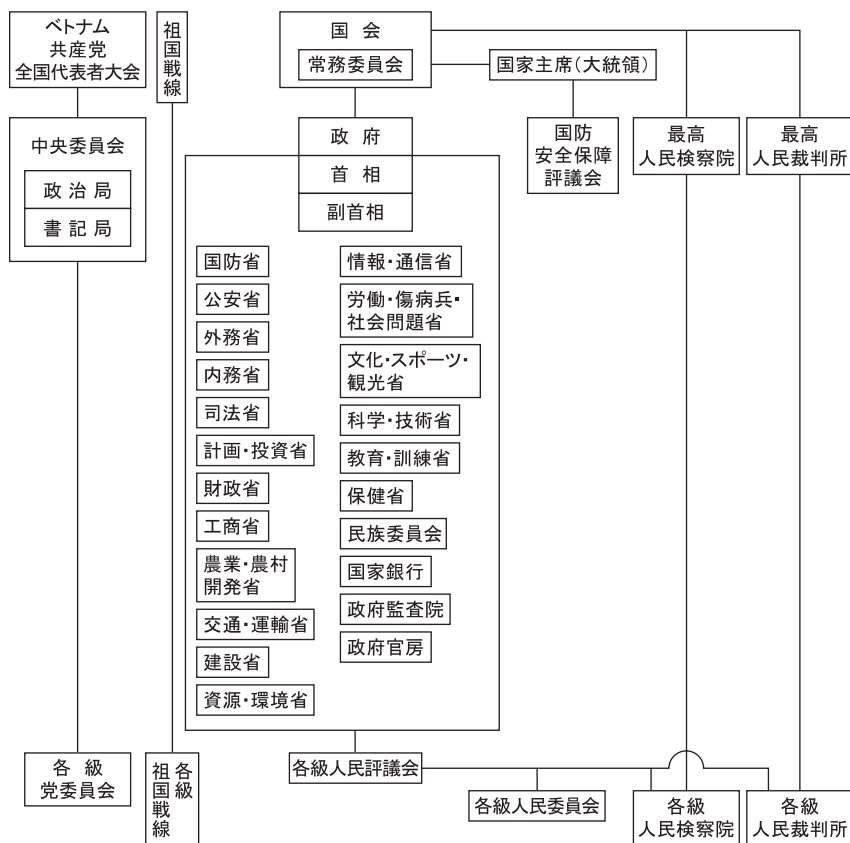 ベトナム
共産党
全国代表者大会
祖国戦線
国 会
常務委員会
国家主席(大統領)
中央委員会
政 治 局
書 記 局
政 府
首 相
副首相
国防
安全保障
評議会
最高
人民検察院
最高
人民裁判所
国防省
公安省
外務省
内務省
司法省
計画・投資省
財政省
工商省
農業・農村
開発省
交通・運輸省
建設省
資源・環境省
情報・通信省
労働・傷病兵・
社会問題省
文化・スポーツ・
観光省
科学・技術省
教育・訓練省
保健省
民族委員会
国家銀行
政府監査院
政府官房
各 級
党委員会
各級
祖国戦線
各級人民評議会
各級人民委員会
各級
人民検察院
各級
人民裁判所